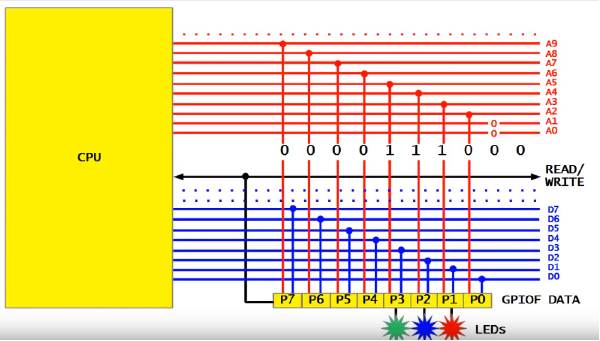 A9
A8
A7
A6
A5
A4
A3
A2
A1
A0
0
0
0 0 0 0 1 1 1 0 0 0
CPU
READ/
WRITE
D7
D6
D5
D4
D3
D2
D1
D0
P7 P6 P5 P4 P3 P2 P1 P0 GPIOF DATA
LEDs